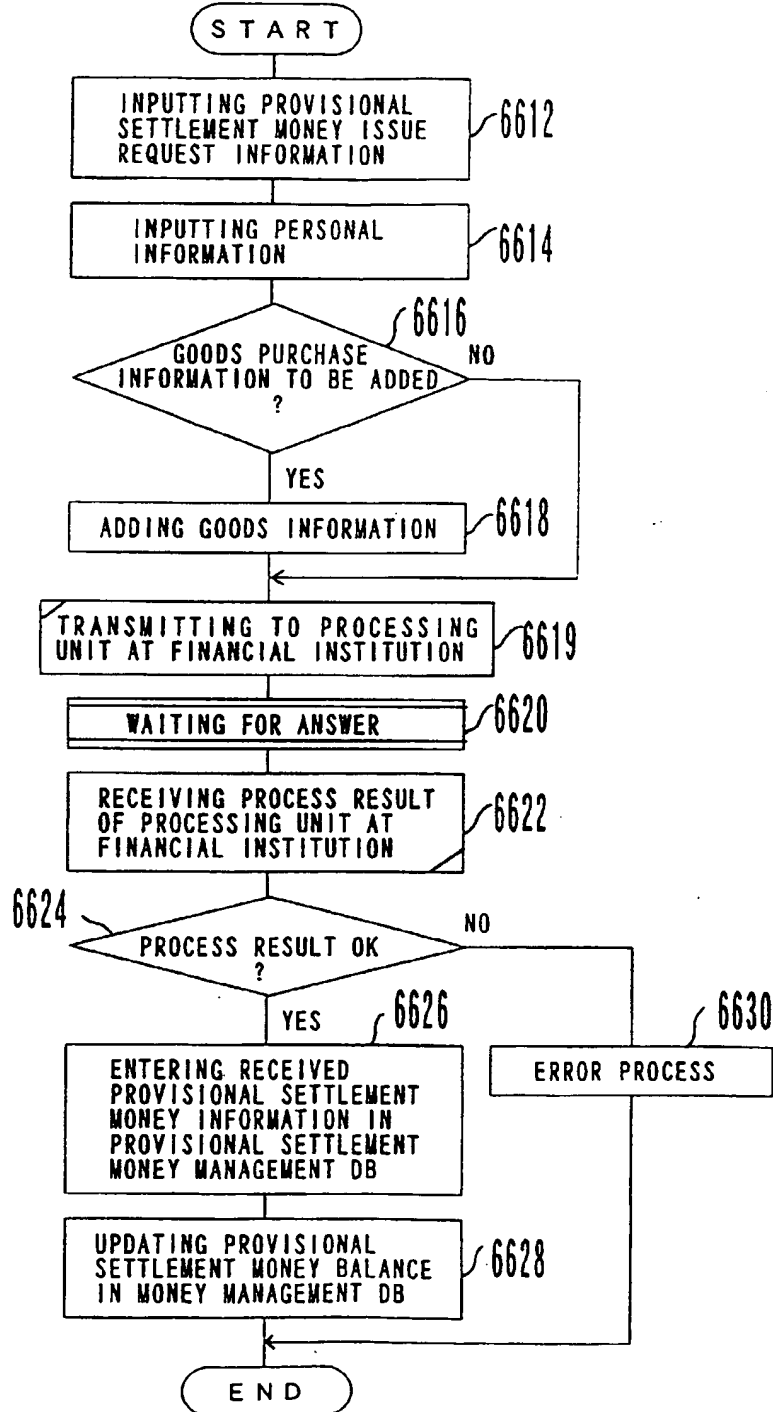 START
INPUTTING PROVISIONAL
SETTLEMENT MONEY ISSUE
REQUEST INFORMATION
6612
INPUTTING PERSONAL
INFORMATION
6614
6616
GOODS PURCHASE
INFORMATION TO BE ADDED
?
NO
YES
ADDING GOODS INFORMATION
6618
TRANSMITTING TO PROCESSING
UNIT AT FINANCIAL INSTITUTION
6619
WAITING FOR ANSWER
6620
RECEIVING PROCESS RESULT
OF PROCESSING UNIT AT
FINANCIAL INSTITUTION
6622
6624
PROCESS RESULT OK
?
NO
YES
6626
6630
ENTERING RECEIVED
PROVISIONAL SETTLEMENT
MONEY INFORMATION IN
PROVISIONAL SETTLEMENT
MONEY MANAGEMENT DB
ERROR PROCESS
UPDATING PROVISIONAL
SETTLEMENT MONEY BALANCE
IN MONEY MANAGEMENT DB
6628
END